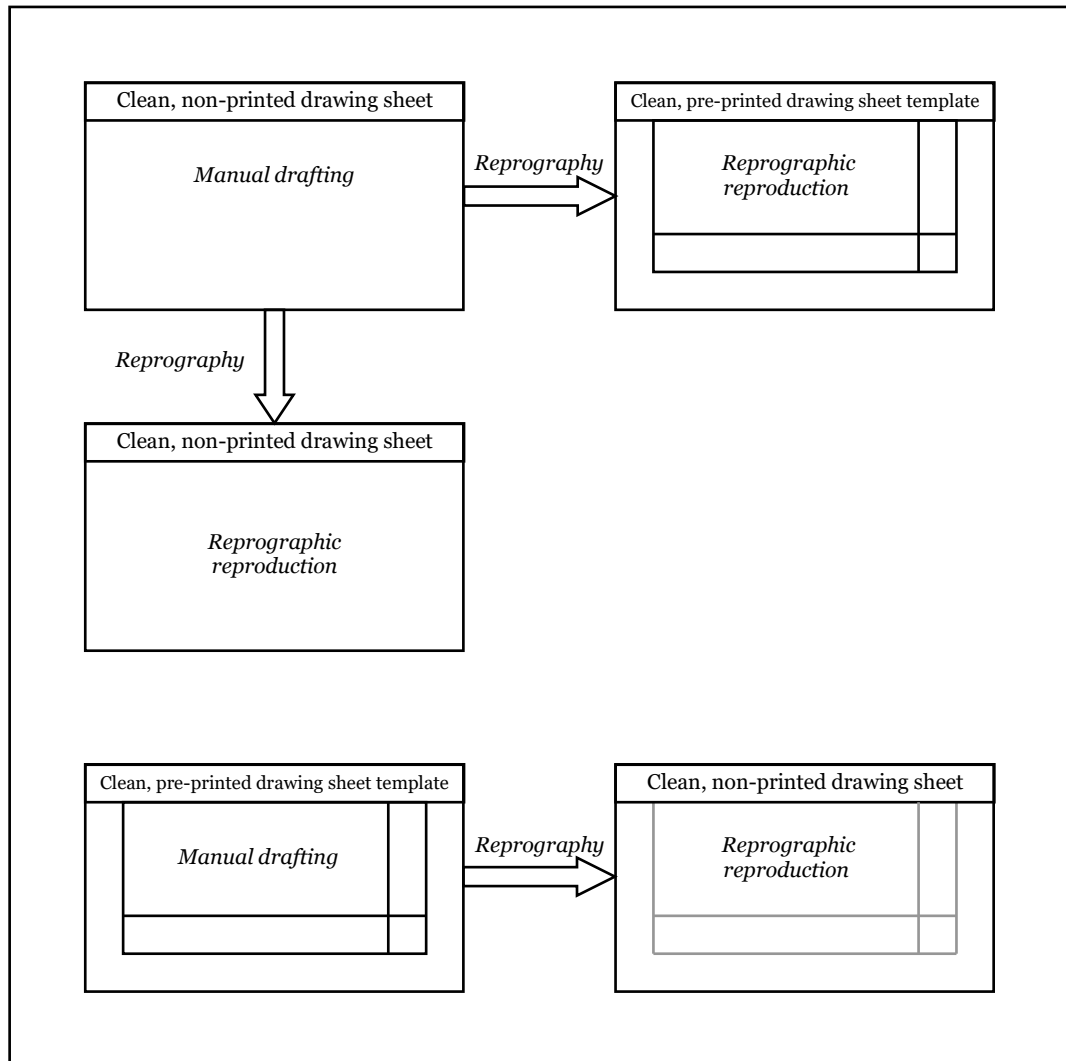 Clean, non-printed drawing sheet
Manual drafting
Reprography
Clean, pre-printed drawing sheet template
Reprographic
reproduction
Reprography
Clean, non-printed drawing sheet
Reprographic
reproduction
Clean, pre-printed drawing sheet template
Manual drafting
Reprography
Clean, non-printed drawing sheet
Reprographic
reproduction